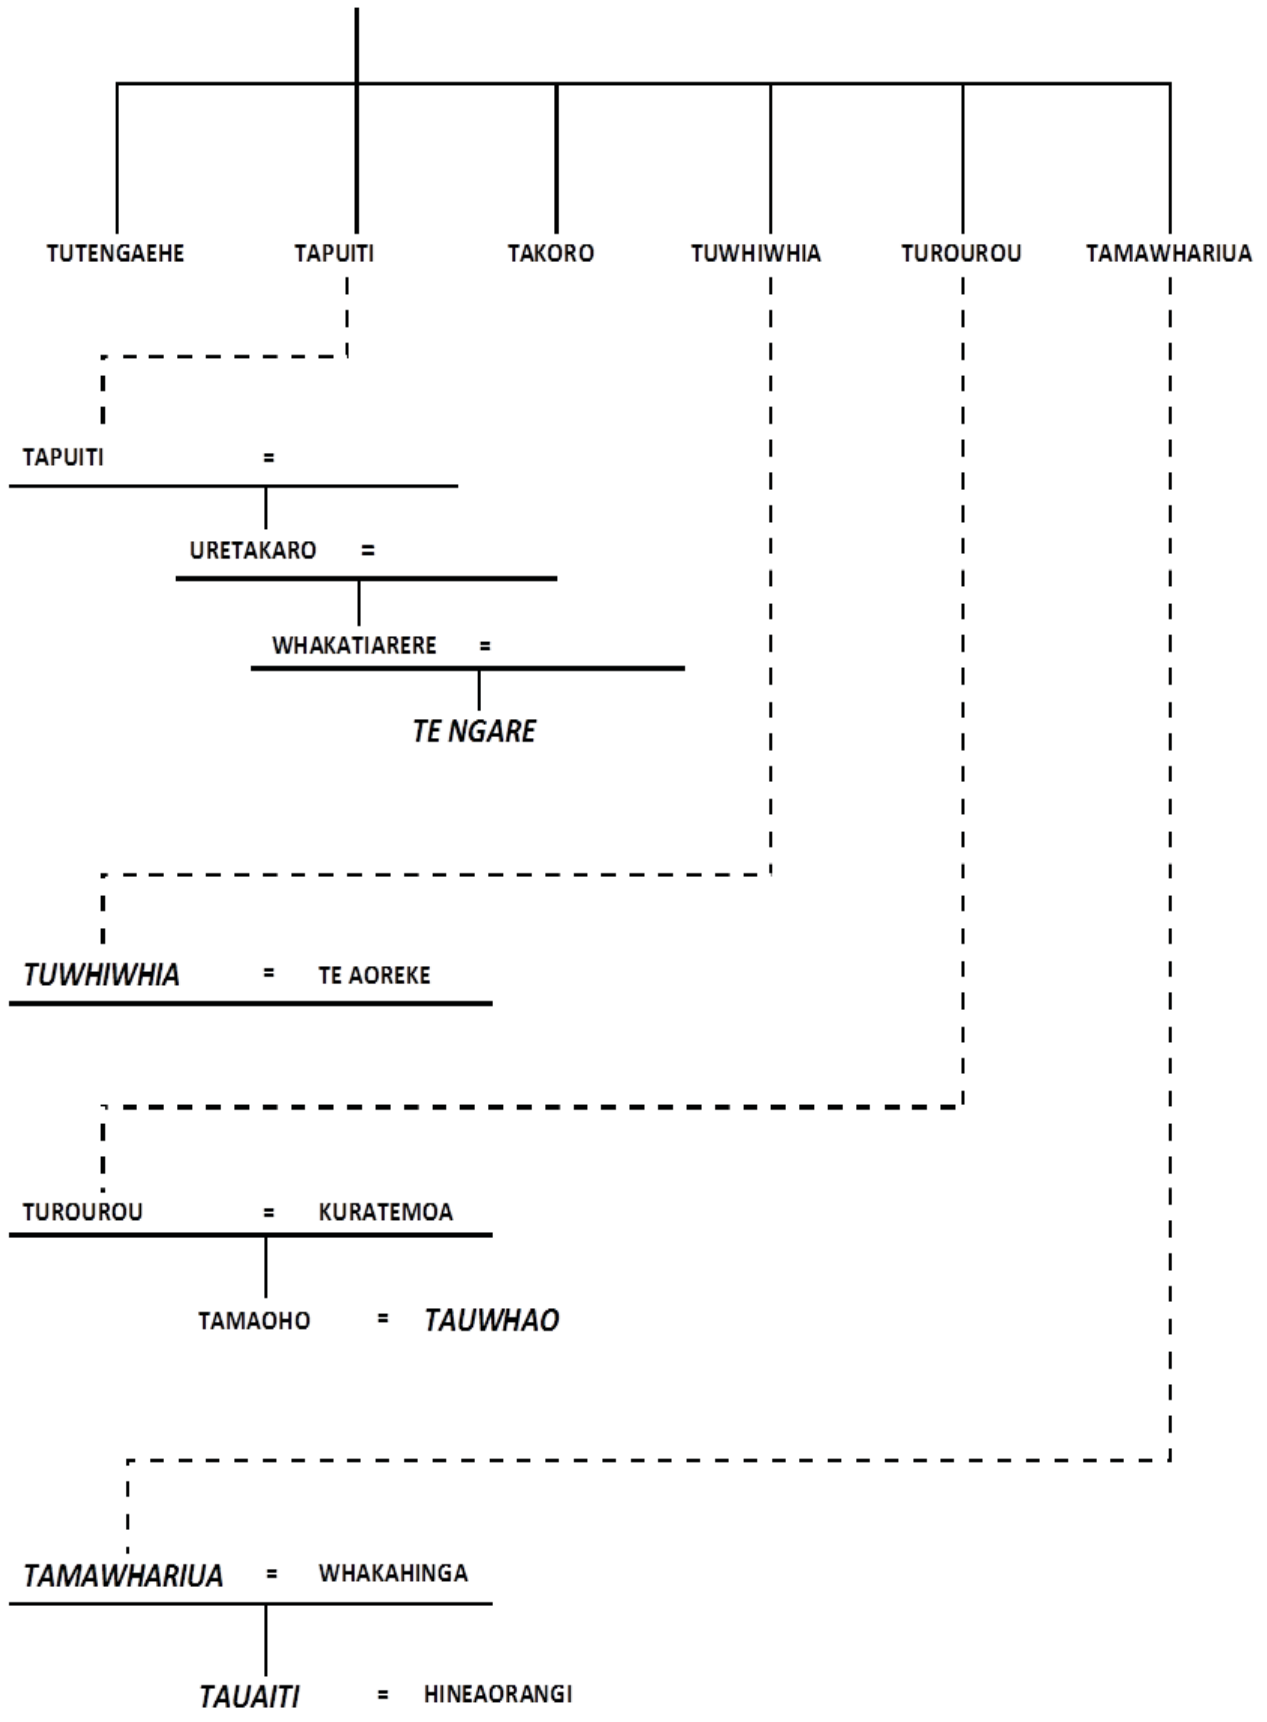 TUTENGAEHE TAPUITI TAKORO TUWHIWHIA TUROUROU TAMAWHARIUA
TAPUITI =
URETAKARO =
WHAKATIARERE =
TE NGARE
TUWHIWHIA = TE AOREKE
TUROUROU = KURATEMOA
TAMAOHO = TAUWHAO
TAMAWHARIUA = WHAKAHINGA
TAUAITI = HINEAORANGI